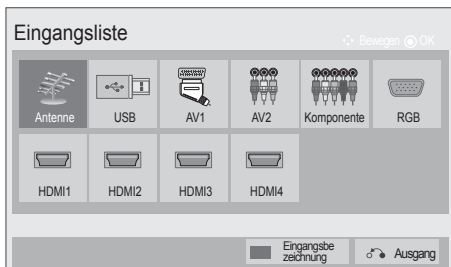 Eingangsliste
Bewegen OK
Antenne USB AV1 AV2 Komponente RGB
HDMI1 HDMI2 HDMI3 HDMI4
Eingangsbe
zeichnung
Ausgang